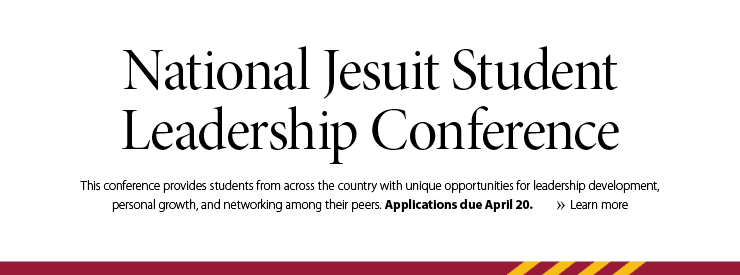 National Jesuit Student
Leadership Conference
This conference provides students from across the country with unique opportunities for leadership development,
personal growth, and networking among their peers. Applications due April 20. » Learn more